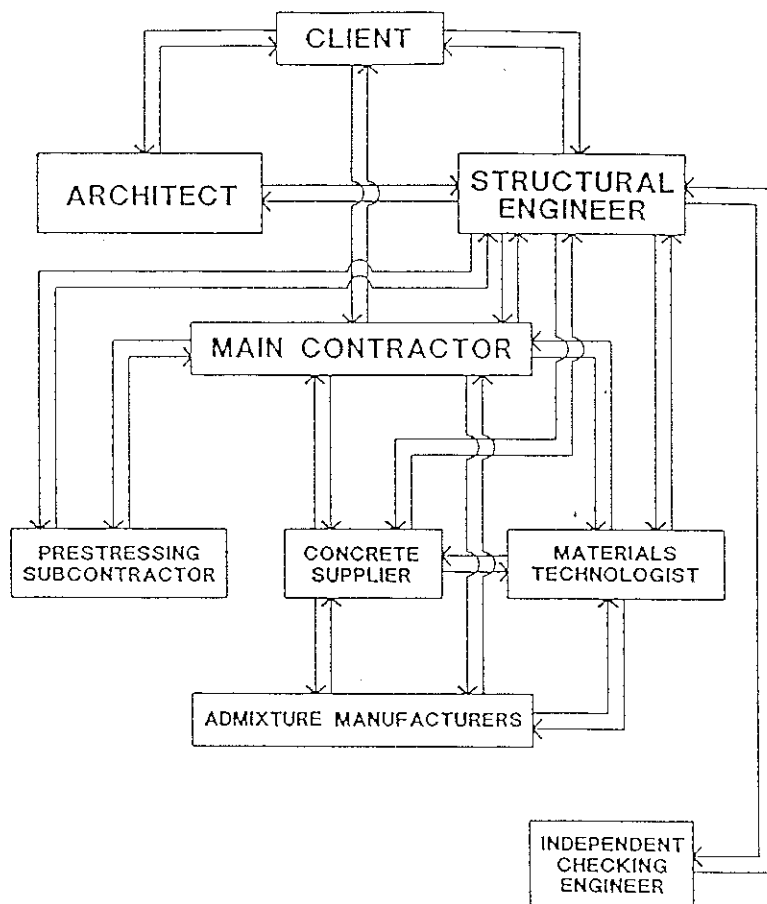 CLIENT
ARCHITECT
STRUCTURAL
ENGINEER
MAIN CONTRACTOR
PRESTRESSING
SUBCONTRACTOR
CONCRETE
SUPPLIER
MATERIALS
TECHNOLOGIST
ADMIXTURE MANUFACTURERS
INDEPENDENT
CHECKING
ENGINEER